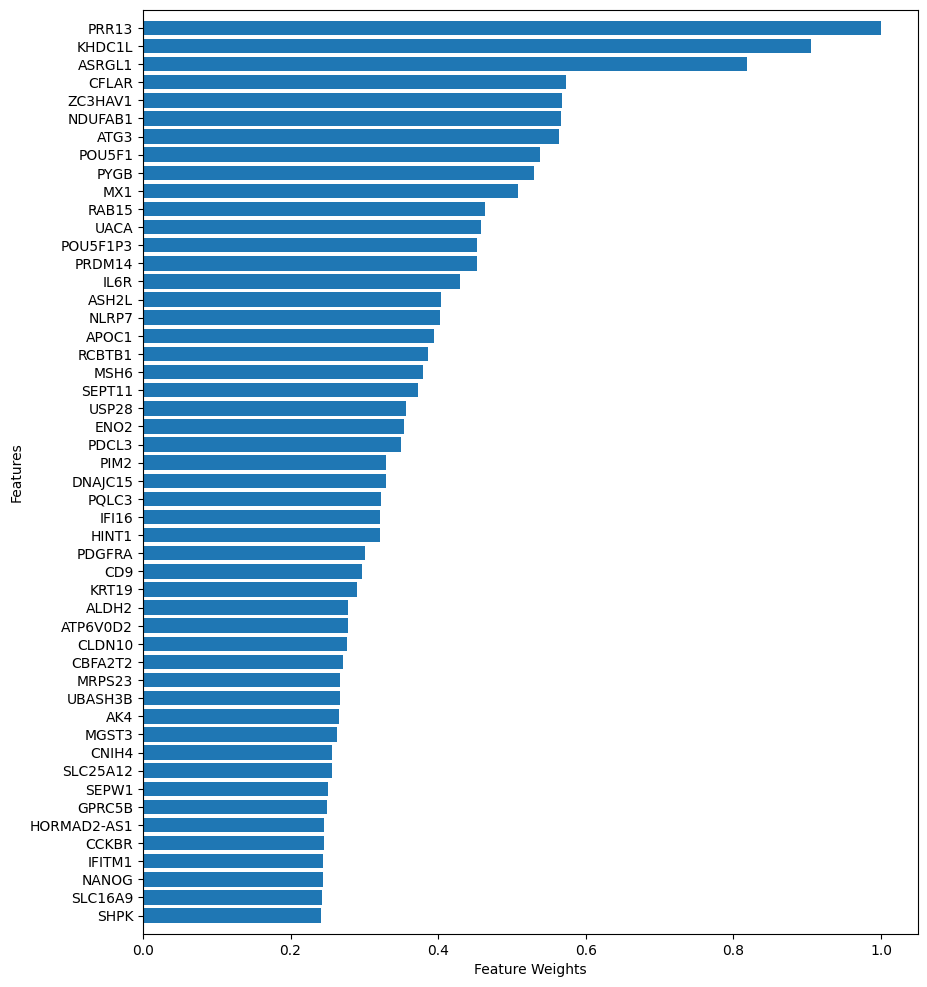 PRR13
KHDC1L
ASRGL1
CFLAR
ZC3HAV1
NDUFAB1
ATG3
POU5F1
PYGB
MX1
RAB15
UACA
POU5F1P3
PRDM14
IL6R
ASH2L
NLRP7
APOC1
RCBTB1
MSH6
SEPT11
USP28
ENO2
PDCL3
PIM2
DNAJC15
PQLC3
IFI16
HINT1
PDGFRA
CD9
KRT19
ALDH2
ATP6V0D2
CLDN10
CBFA2T2
MRPS23
UBASH3B
AK4
MGST3
CNIH4
SLC25A12
SEPW1
GPRC5B
HORMAD2-AS1
CCKBR
IFITM1
NANOG
SLC16A9
SHPK
Features
0.0 0.2 0.4 0.6 0.8 1.0
Feature Weights